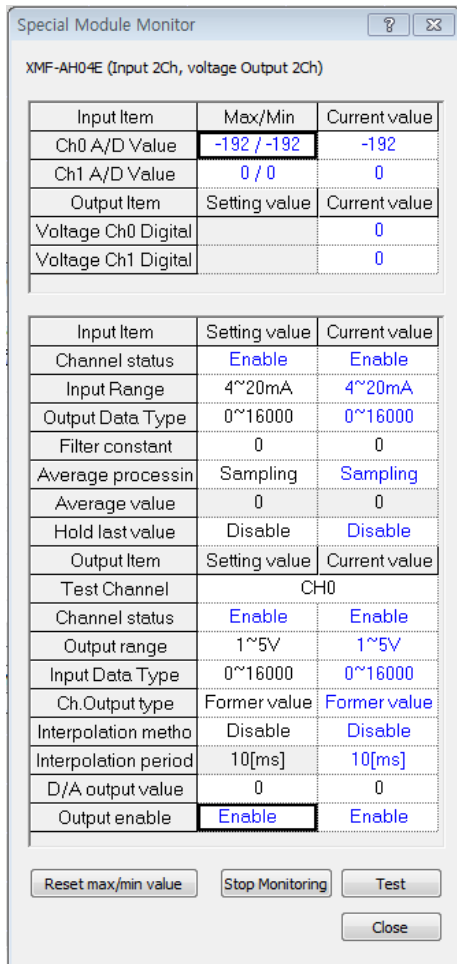 Special Module Monitor
XMF-AH04E (Input 2Ch, voltage Output 2Ch)
Input Item Max/Min Current value
Ch0 A/D Value -192 / -192 -192
Ch1 A/D Value 0 / 0 0
Output Item Setting value Current value
Voltage Ch0 Digital 0
Voltage Ch1 Digital 0
Input Item Setting value Current value
Channel status Enable Enable
Input Range 4~20mA 4~20mA
Output Data Type 0~16000 0~16000
Filter constant 0 0
Average processin Sampling Sampling
Average value 0 0
Hold last value Disable Disable
Output Item Setting value Current value
Test Channel CH0
Channel status Enable Enable
Output range 1~5V 1~5V
Input Data Type 0~16000 0~16000
Ch.Output type Former value Former value
Interpolation metho Disable Disable
Interpolation period 10[ms] 10[ms]
D/A output value 0 0
Output enable Enable Enable
Reset max/min value Stop Monitoring Test
Close